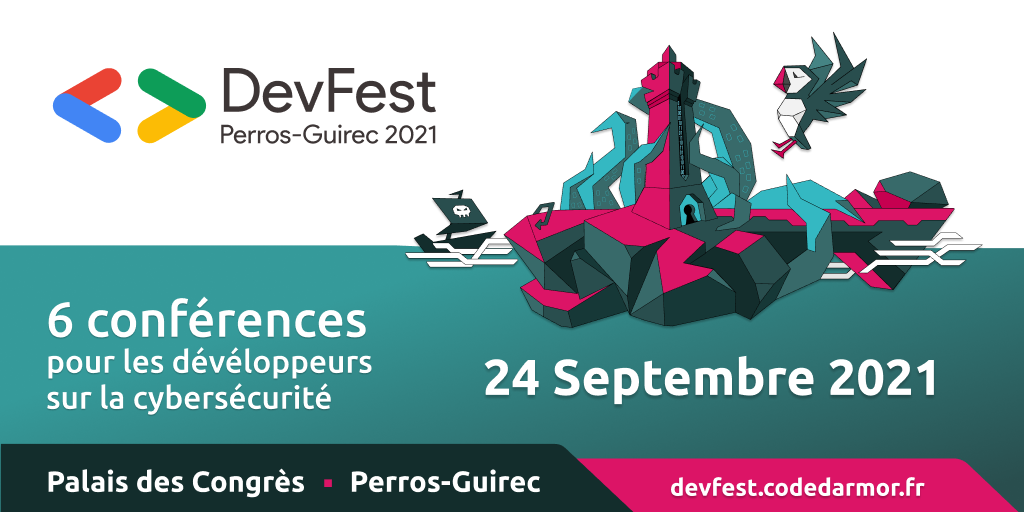 DevFest
Perros-Guirec 2021
6 conférences
pour les dévéloppeurs
sur la cybersécurité
24 Septembre 2021
Palais des Congrès ▪ Perros-Guirec
devfest.codedarmor.fr